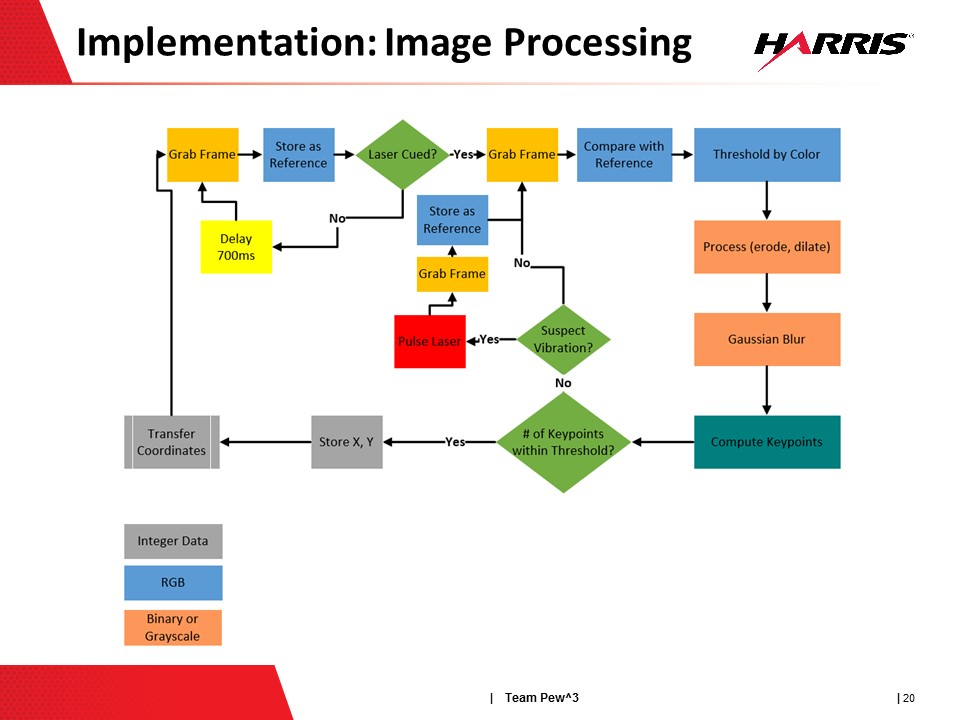 Implementation: Image Processing
HARRIS®
Grab Frame
Store as
Reference
Laser Cued?
Yes
Grab Frame
Compare with
Reference
Threshold by Color
No
Delay
700ms
Store as
Reference
Grab Frame
No
Process (erode, dilate)
Pulse Laser
Yes
Suspect
Vibration?
Gaussian Blur
No
Transfer
Coordinates
Store X, Y
Yes
# of Keypoints
within Threshold?
Compute Keypoints
Integer Data
RGB
Binary or
Grayscale
| Team Pew^3
| 20